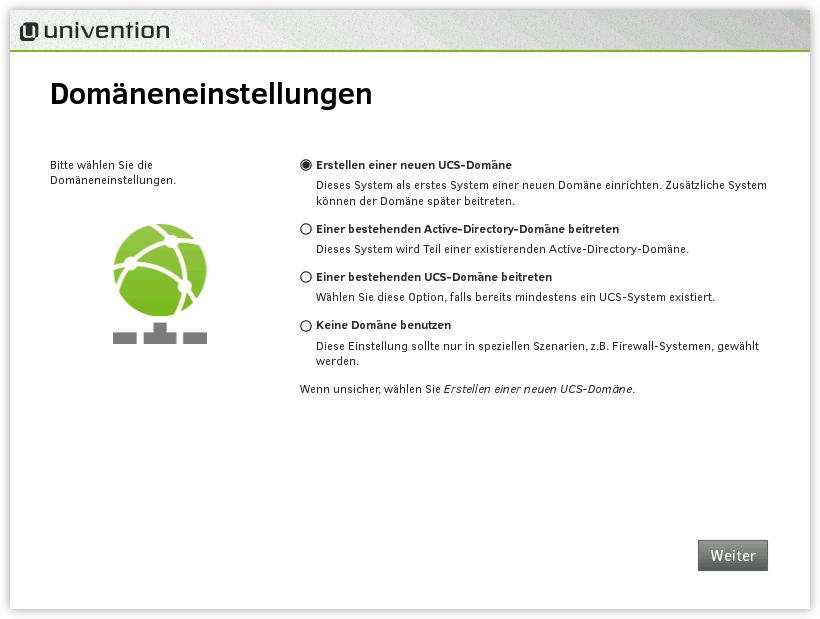 univention
Domäneneinstellungen
Bitte wählen Sie die
Domäneneinstellungen.
Erstellen einer neuen UCS-Domäne
Dieses System als erstes System einer neuen Domäne einrichten. Zusätzliche System
können der Domäne später beitreten.
Einer bestehenden Active-Directory-Domäne beitreten
Dieses System wird Teil einer existierenden Active-Directory-Domäne.
Einer bestehenden UCS-Domäne beitreten
Wählen Sie diese Option, falls bereits mindestens ein UCS-System existiert.
Keine Domäne benutzen
Diese Einstellung sollte nur in speziellen Szenarien, z.B. Firewall-Systemen, gewählt
werden.
Wenn unsicher, wählen Sie Erstellen einer neuen UCS-Domäne.
Weiter